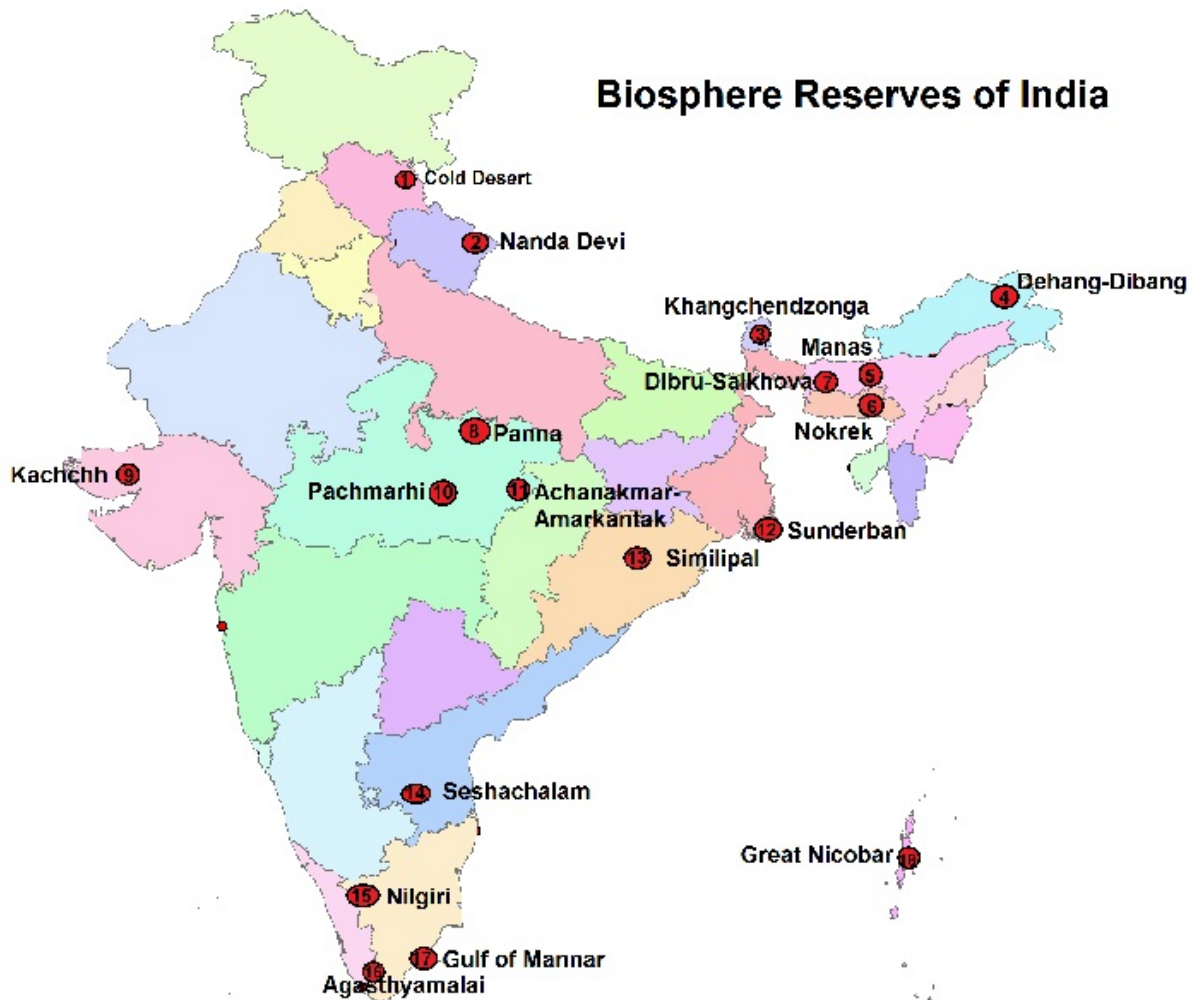 Biosphere Reserves of India
1 Cold Desert
2 Nanda Devi
Dehang-Dibang
4
Khangchendzonga
3
Manas
5
Dibru-Saikhova 7
6
Nokrek
8 Panna
Kachchh 9
Pachmarhi 10
11 Achanakmar-
Amarkantak
12 Sunderban
13 Similipal
14 Seshachalam
Great Nicobar 18
15 Nilgiri
17 Gulf of Mannar
16
Agasthyamalai